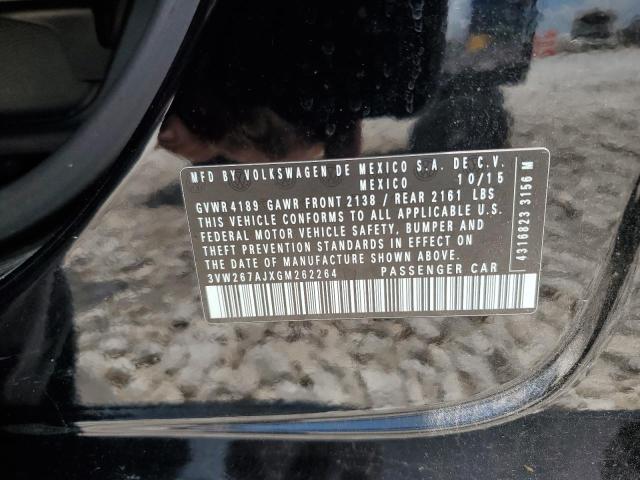 MFD BY VOLKSWAGEN DE MEXICO S.A. DE C.V.
MEXICO 10/15
GVWR 4189 GAWR FRONT 2138 / REAR 2161 LBS
THIS VEHICLE CONFORMS TO ALL APPLICABLE U.S.
FEDERAL MOTOR VEHICLE SAFETY, BUMPER AND
THEFT PREVENTION STANDARDS IN EFFECT ON
THE DATE OF MANUFACTURE SHOWN ABOVE.
3VW267AJXGM262264 PASSENGER CAR
4316823 3156 M